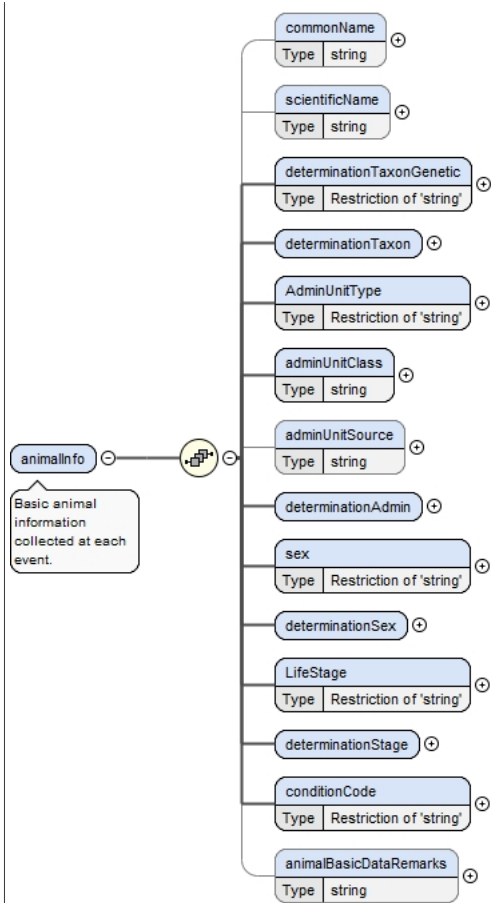 commonName
Type string
scientificName
Type string
determinationTaxonGenetic
Type Restriction of 'string'
determinationTaxon
AdminUnitType
Type Restriction of 'string'
adminUnitClass
Type string
adminUnitSource
Type string
animalInfo
Basic animal
information
collected at each
event.
determinationAdmin
sex
Type Restriction of 'string'
determinationSex
LifeStage
Type Restriction of 'string'
determinationStage
conditionCode
Type Restriction of 'string'
animalBasicDataRemarks
Type string